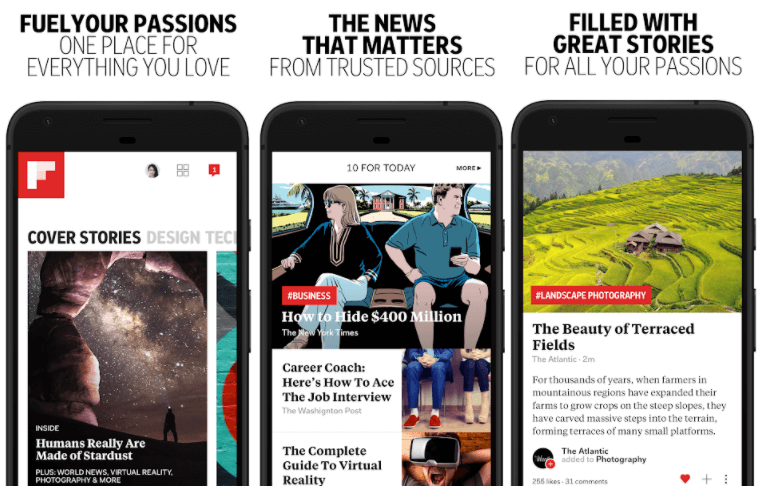 FUELYOUR PASSIONS
ONE PLACE FOR
EVERYTHING YOU LOVE
1
COVER STORIES DESIGN TECH
INSIDE
Humans Really Are
Made of Stardust
PLUS: WORLD NEWS, VIRTUAL REALITY,
PHOTOGRAPHY & MORE
THE NEWS
THAT MATTERS
FROM TRUSTED SOURCES
10 FOR TODAY
MORE ▸
#BUSINESS
How to Hide $400 Million
The New York Times
Career Coach:
Here's How To Ace
The Job Interview
The Washignton Post
The Complete
Guide To Virtual
Reality
FILLED WITH
GREAT STORIES
FOR ALL YOUR PASSIONS
#LANDSCAPE PHOTOGRAPHY
The Beauty of Terraced
Fields
The Atlantic · 2m
For thousands of years, when farmers in
mountainous regions have expanded their
farms to grow crops on the steep slopes, they
have carved massive steps into the terrain,
forming terraces of many small platforms.
The Atlantic
added to Photography
255 likes · 31 comments